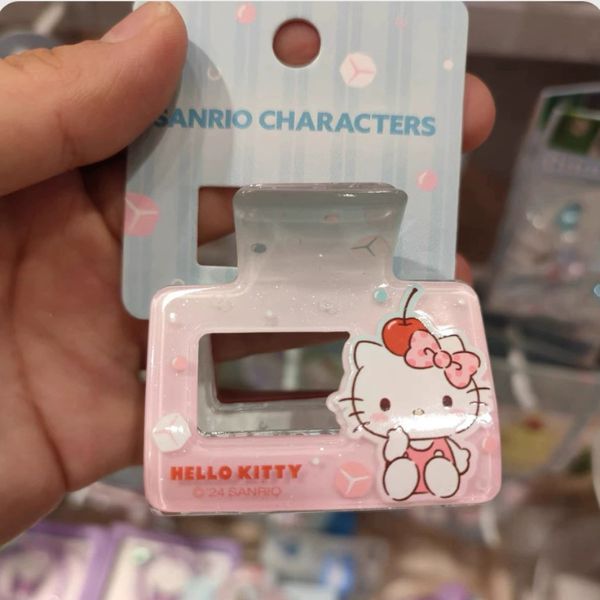 SANRIO CHARACTERS
HELLO KITTY
© '24 SANRIO